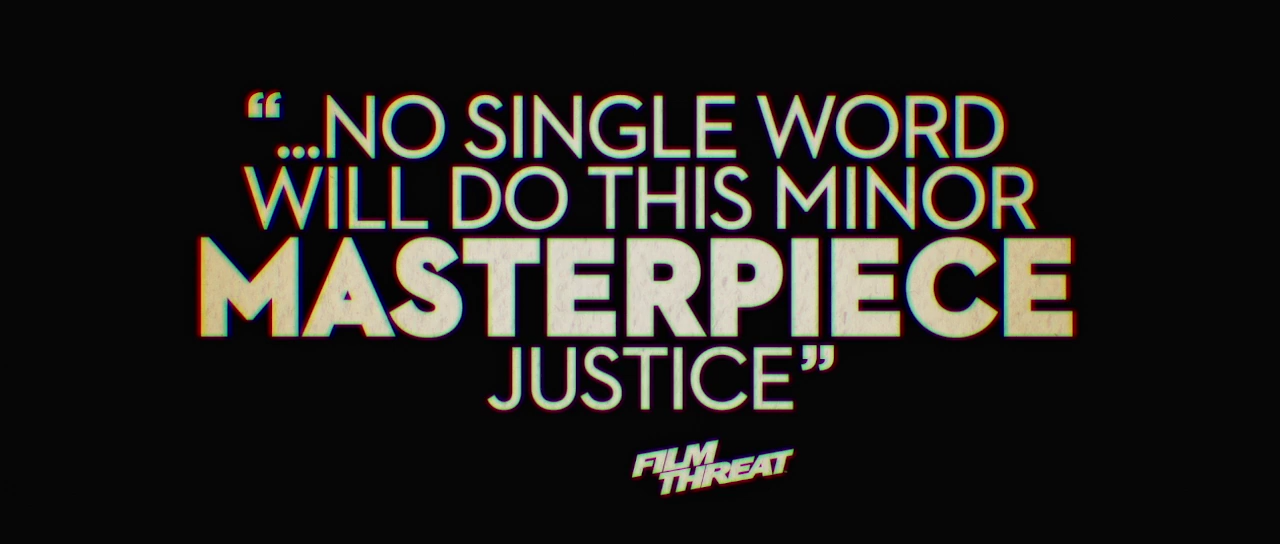 “...NO SINGLE WORD
WILL DO THIS MINOR
MASTERPIECE
JUSTICE”
FILM
THREAT